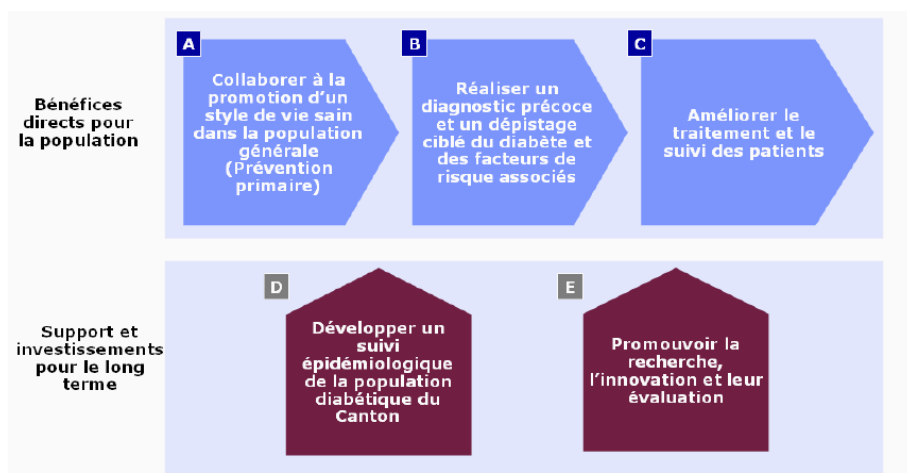 Bénéfices
directs pour
la population
A
Collaborer à la
promotion d'un
style de vie sain
dans la population
générale
(Prévention
primaire)
B
Réaliser un
diagnostic précoce
et un dépistage
ciblé du diabète et
des facteurs de
risque associés
C
Améliorer le
traitement et le
suivi des patients
Support et
investissements
pour le long
terme
D
Développer un
suivi
épidémiologique
de la population
diabétique du
Canton
E
Promouvoir la
recherche,
l'innovation et leur
évaluation